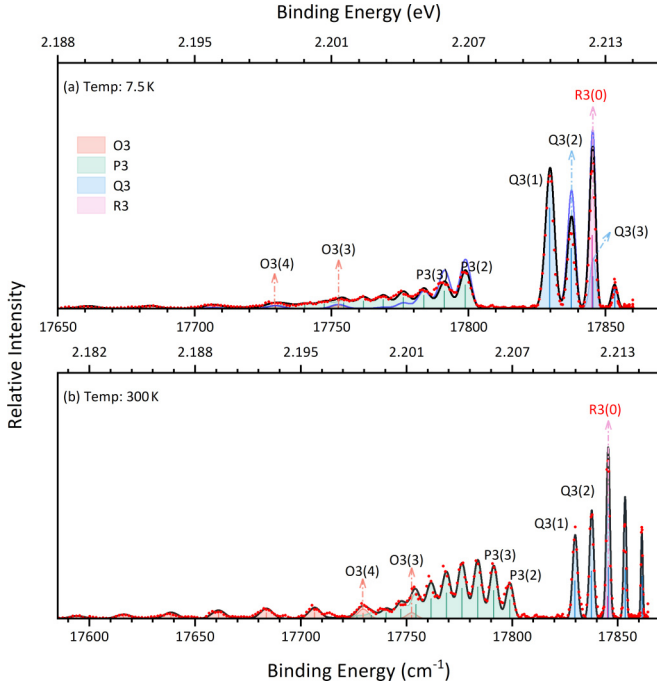 Binding Energy (eV)
2.188 2.195 2.201 2.207 2.213
(a) Temp: 7.5 K
R3(0)
O3
P3
Q3
R3
Q3(2)
Q3(1)
Q3(3)
O3(4) O3(3) P3(3) P3(2)
17650 17700 17750 17800 17850
Relative Intensity
2.182 2.188 2.195 2.201 2.207 2.213
(b) Temp: 300 K
R3(0)
Q3(2)
Q3(1)
O3(4) O3(3) P3(3)
P3(2)
17600 17650 17700 17750 17800 17850
Binding Energy (cm⁻¹)